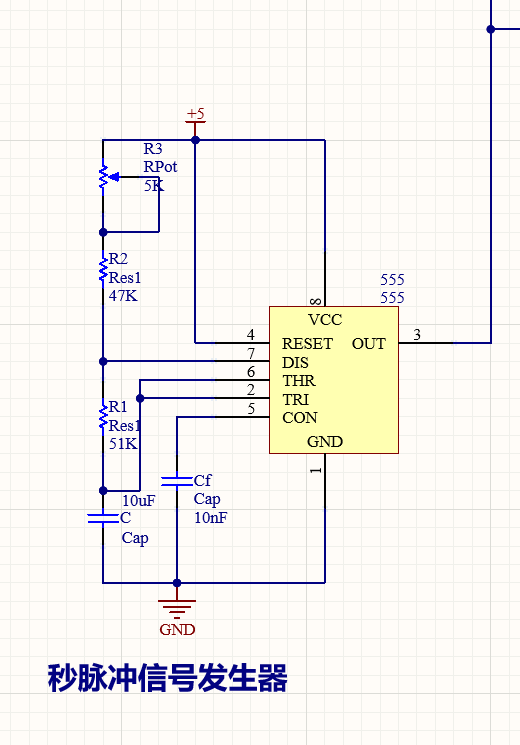 +5
R3
RPot
5K
R2
Res1
47K
555
555
8
VCC
4
RESET
OUT
3
7
DIS
6
THR
2
TRI
5
CON
GND
1
R1
Res1
51K
10uF
C
Cap
Cf
Cap
10nF
GND
秒脉冲信号发生器